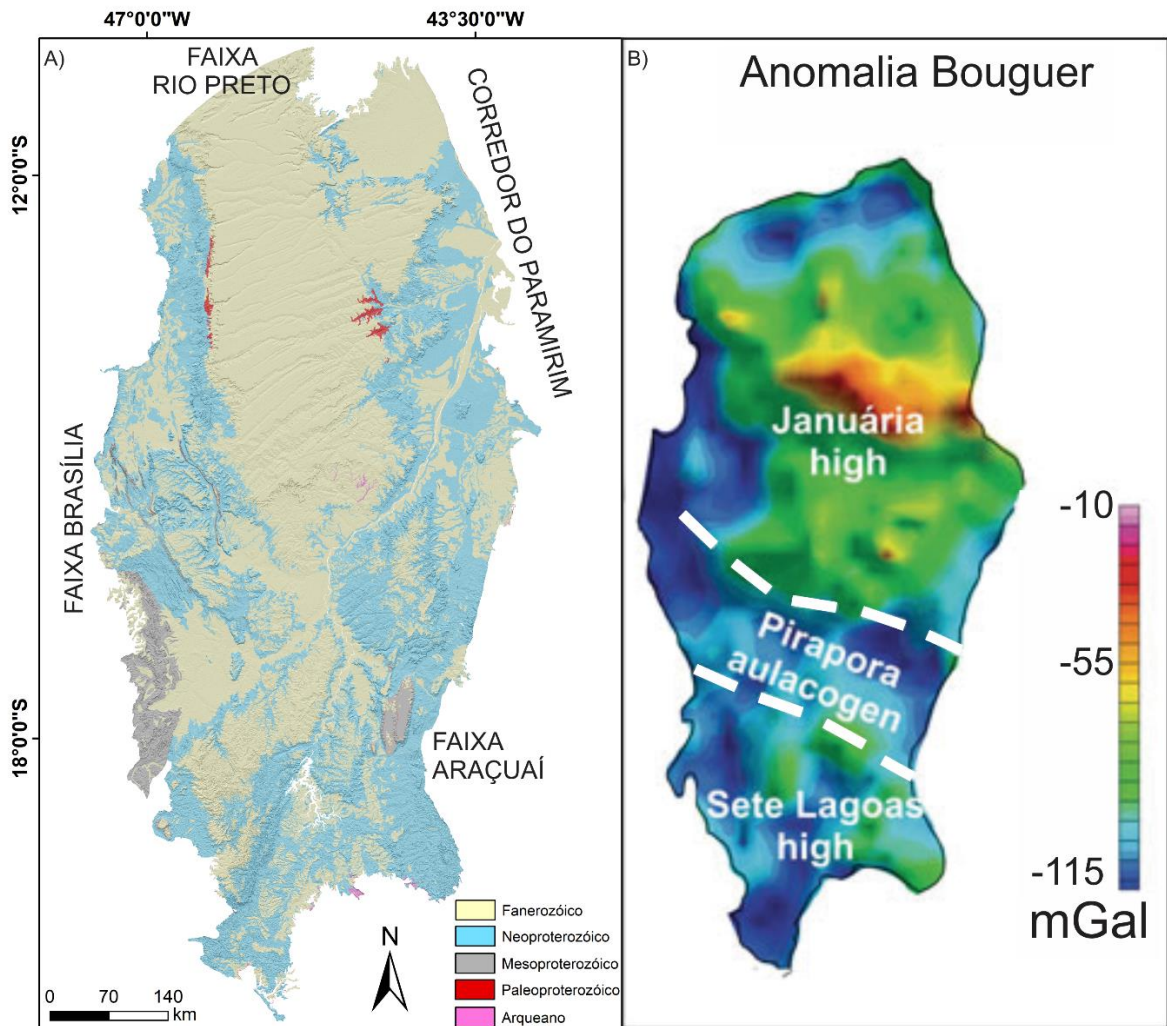 47°0'0"W
43°30'0"W
A)
FAIXA
RIO PRETO
CORREDOR DO PARAMIRIM
12°0'0"S
FAIXA BRASÍLIA
18°0'0"S
FAIXA
ARAÇUAÍ
Fanerozóico
Neoproterozóico
Mesoproterozóico
Paleoproterozóico
Arqueano
N
0 70 140
km
B)
Anomalia Bouguer
Januária
high
Pirapora
aulacogen
Sete Lagoas
high
-10
-55
-115
mGal